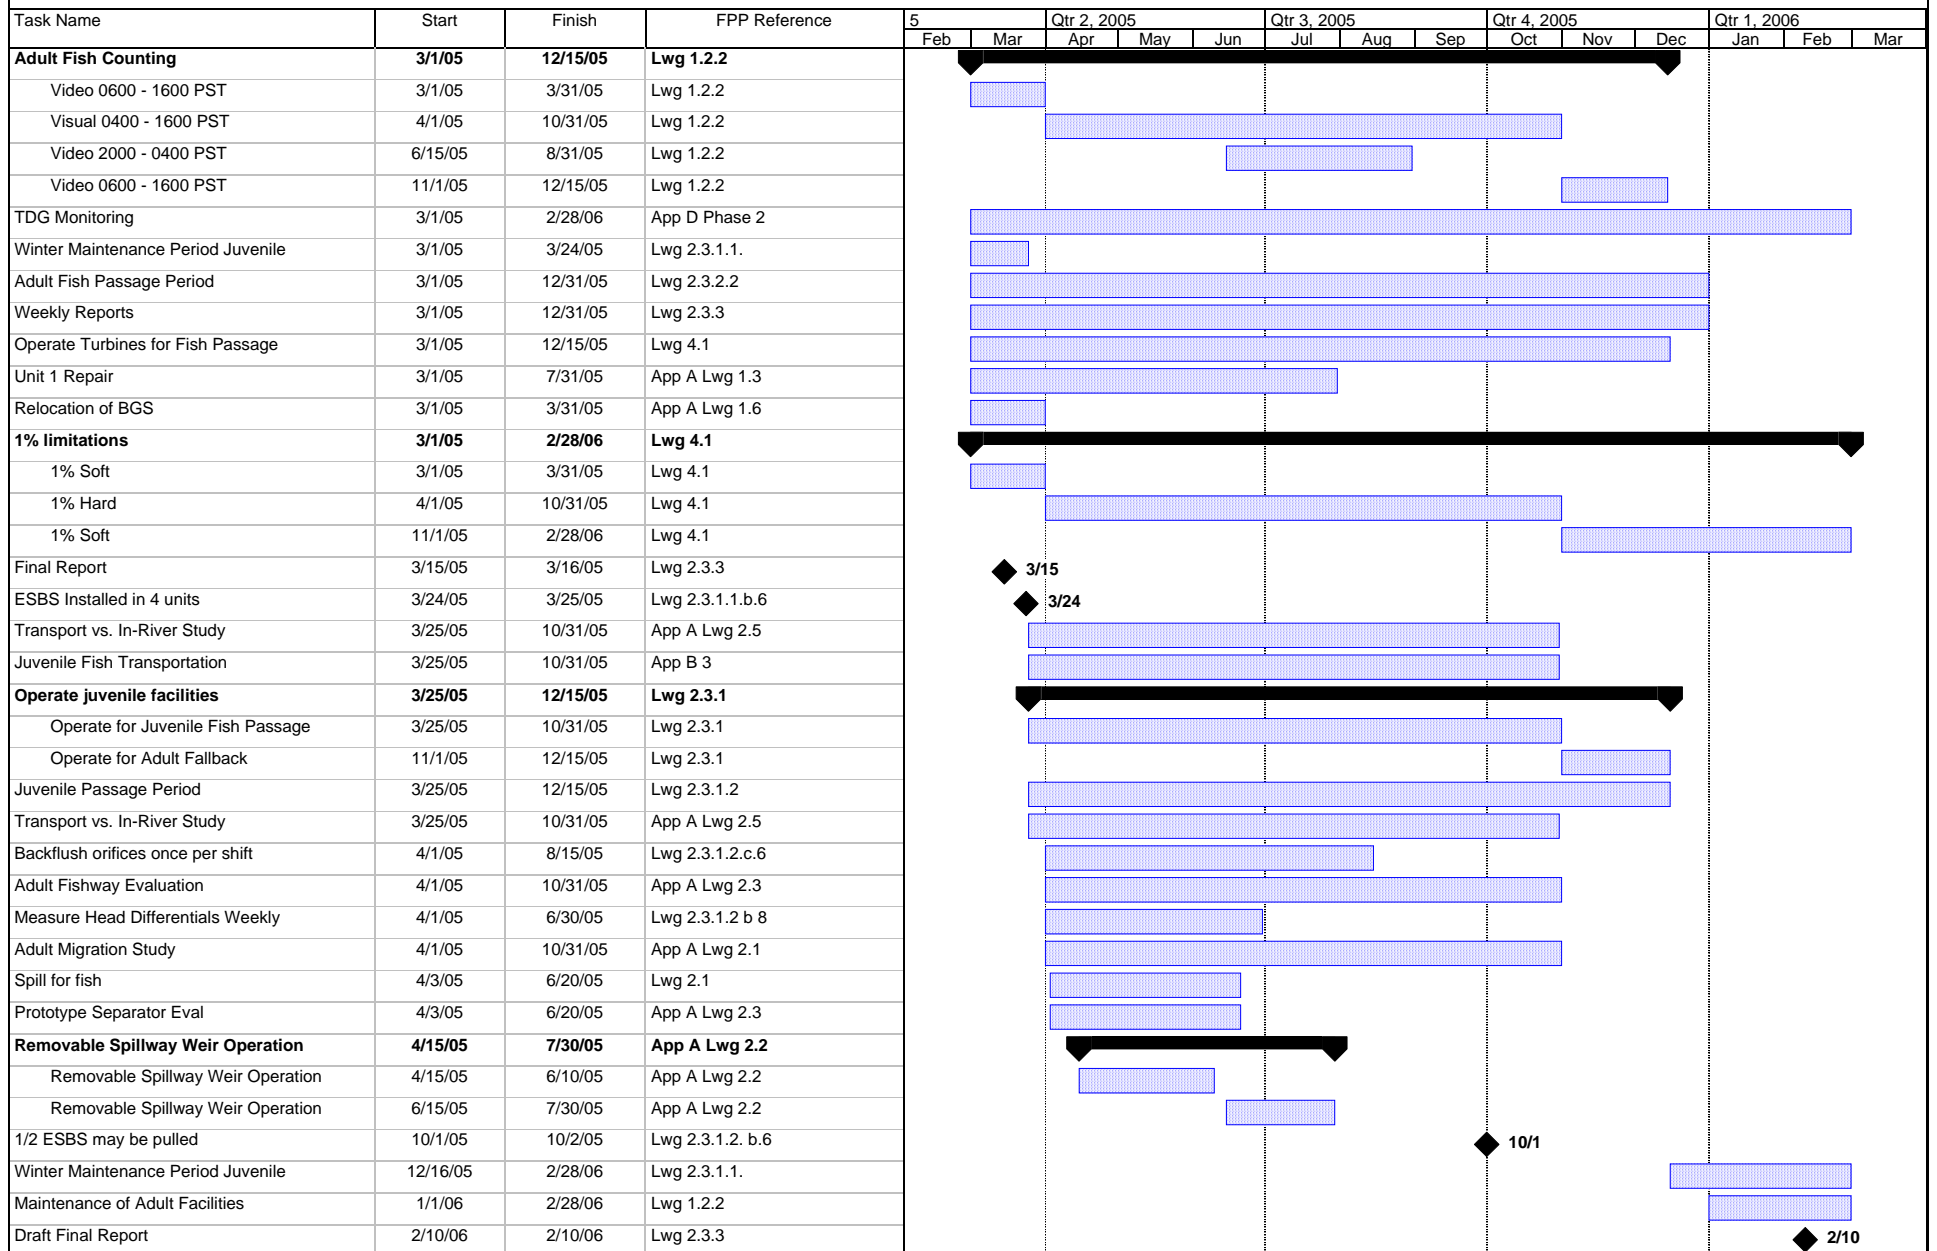 Task Name Start Finish FPP Reference 5 Qtr 2, 2005 Qtr 3, 2005 Qtr 4, 2005 Qtr 1, 2006
Feb Mar Apr May Jun Jul Aug Sep Oct Nov Dec Jan Feb Mar
Adult Fish Counting 3/1/05 12/15/05 Lwg 1.2.2
Video 0600 - 1600 PST 3/1/05 3/31/05 Lwg 1.2.2
Visual 0400 - 1600 PST 4/1/05 10/31/05 Lwg 1.2.2
Video 2000 - 0400 PST 6/15/05 8/31/05 Lwg 1.2.2
Video 0600 - 1600 PST 11/1/05 12/15/05 Lwg 1.2.2
TDG Monitoring 3/1/05 2/28/06 App D Phase 2
Winter Maintenance Period Juvenile 3/1/05 3/24/05 Lwg 2.3.1.1.
Adult Fish Passage Period 3/1/05 12/31/05 Lwg 2.3.2.2
Weekly Reports 3/1/05 12/31/05 Lwg 2.3.3
Operate Turbines for Fish Passage 3/1/05 12/15/05 Lwg 4.1
Unit 1 Repair 3/1/05 7/31/05 App A Lwg 1.3
Relocation of BGS 3/1/05 3/31/05 App A Lwg 1.6
1% limitations 3/1/05 2/28/06 Lwg 4.1
1% Soft 3/1/05 3/31/05 Lwg 4.1
1% Hard 4/1/05 10/31/05 Lwg 4.1
1% Soft 11/1/05 2/28/06 Lwg 4.1
Final Report 3/15/05 3/16/05 Lwg 2.3.3 3/15
ESBS Installed in 4 units 3/24/05 3/25/05 Lwg 2.3.1.1.b.6 3/24
Transport vs. In-River Study 3/25/05 10/31/05 App A Lwg 2.5
Juvenile Fish Transportation 3/25/05 10/31/05 App B 3
Operate juvenile facilities 3/25/05 12/15/05 Lwg 2.3.1
Operate for Juvenile Fish Passage 3/25/05 10/31/05 Lwg 2.3.1
Operate for Adult Fallback 11/1/05 12/15/05 Lwg 2.3.1
Juvenile Passage Period 3/25/05 12/15/05 Lwg 2.3.1.2
Transport vs. In-River Study 3/25/05 10/31/05 App A Lwg 2.5
Backflush orifices once per shift 4/1/05 8/15/05 Lwg 2.3.1.2.c.6
Adult Fishway Evaluation 4/1/05 10/31/05 App A Lwg 2.3
Measure Head Differentials Weekly 4/1/05 6/30/05 Lwg 2.3.1.2 b 8
Adult Migration Study 4/1/05 10/31/05 App A Lwg 2.1
Spill for fish 4/3/05 6/20/05 Lwg 2.1
Prototype Separator Eval 4/3/05 6/20/05 App A Lwg 2.3
Removable Spillway Weir Operation 4/15/05 7/30/05 App A Lwg 2.2
Removable Spillway Weir Operation 4/15/05 6/10/05 App A Lwg 2.2
Removable Spillway Weir Operation 6/15/05 7/30/05 App A Lwg 2.2
1/2 ESBS may be pulled 10/1/05 10/2/05 Lwg 2.3.1.2. b.6 10/1
Winter Maintenance Period Juvenile 12/16/05 2/28/06 Lwg 2.3.1.1.
Maintenance of Adult Facilities 1/1/06 2/28/06 Lwg 1.2.2
Draft Final Report 2/10/06 2/10/06 Lwg 2.3.3 2/10